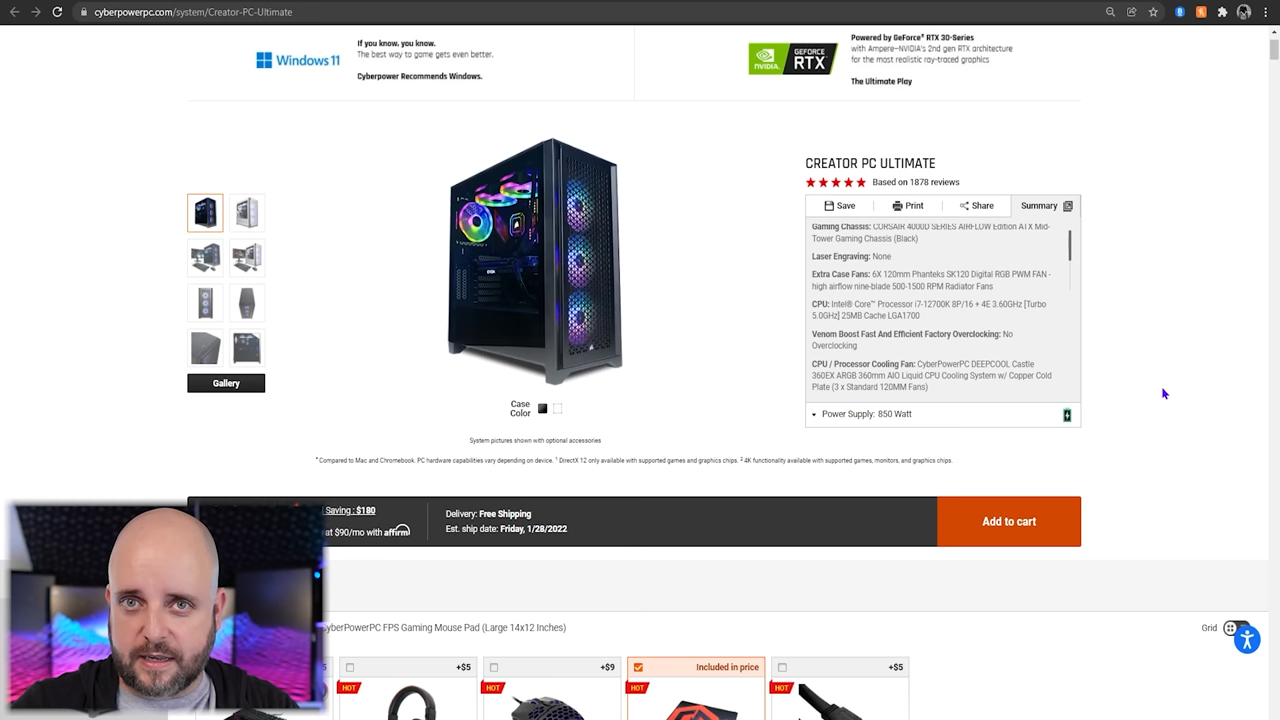 cyberpowerpc.com/system/Creator-PC-Ultimate
Windows 11
If you know, you know.
The best way to game gets even better.
Cyberpower Recommends Windows.
NVIDIA
GEFORCE
RTX
Powered by GeForce® RTX 30-Series
with Ampere—NVIDIA's 2nd gen RTX architecture
for the most realistic ray-traced graphics
The Ultimate Play
CREATOR PC ULTIMATE
Based on 1878 reviews
Save
Print
Share
Summary
Gaming Chassis: CORSAIR 4000D SERIES AIRFLOW Edition ATX Mid-
Tower Gaming Chassis (Black)
Laser Engraving: None
Extra Case Fans: 6X 120mm Phanteks SK120 Digital RGB PWM FAN -
high airflow nine-blade 500-1500 RPM Radiator Fans
CPU: Intel® Core™ Processor i7-12700K 8P/16 + 4E 3.60GHz [Turbo
5.0GHz] 25MB Cache LGA1700
Venom Boost Fast And Efficient Factory Overclocking: No
Overclocking
CPU / Processor Cooling Fan: CyberPowerPC DEEPCOOL Castle
360EX ARGB 360mm AIO Liquid CPU Cooling System w/ Copper Cold
Plate (3 x Standard 120MM Fans)
Power Supply: 850 Watt
Gallery
Case
Color
System pictures shown with optional accessories
* Compared to Mac and Chromebook. PC hardware capabilities vary depending on device. 1 DirectX 12 only available with supported games and graphics chips. 2 4K functionality available with supported games, monitors, and graphics chips.
Saving : $180
at $90/mo with affirm
Delivery: Free Shipping
Est. ship date: Friday, 1/28/2022
Add to cart
CyberPowerPC FPS Gaming Mouse Pad (Large 14x12 Inches)
Grid
+$5
+$9
Included in price
+$5
HOT
HOT
HOT
HOT